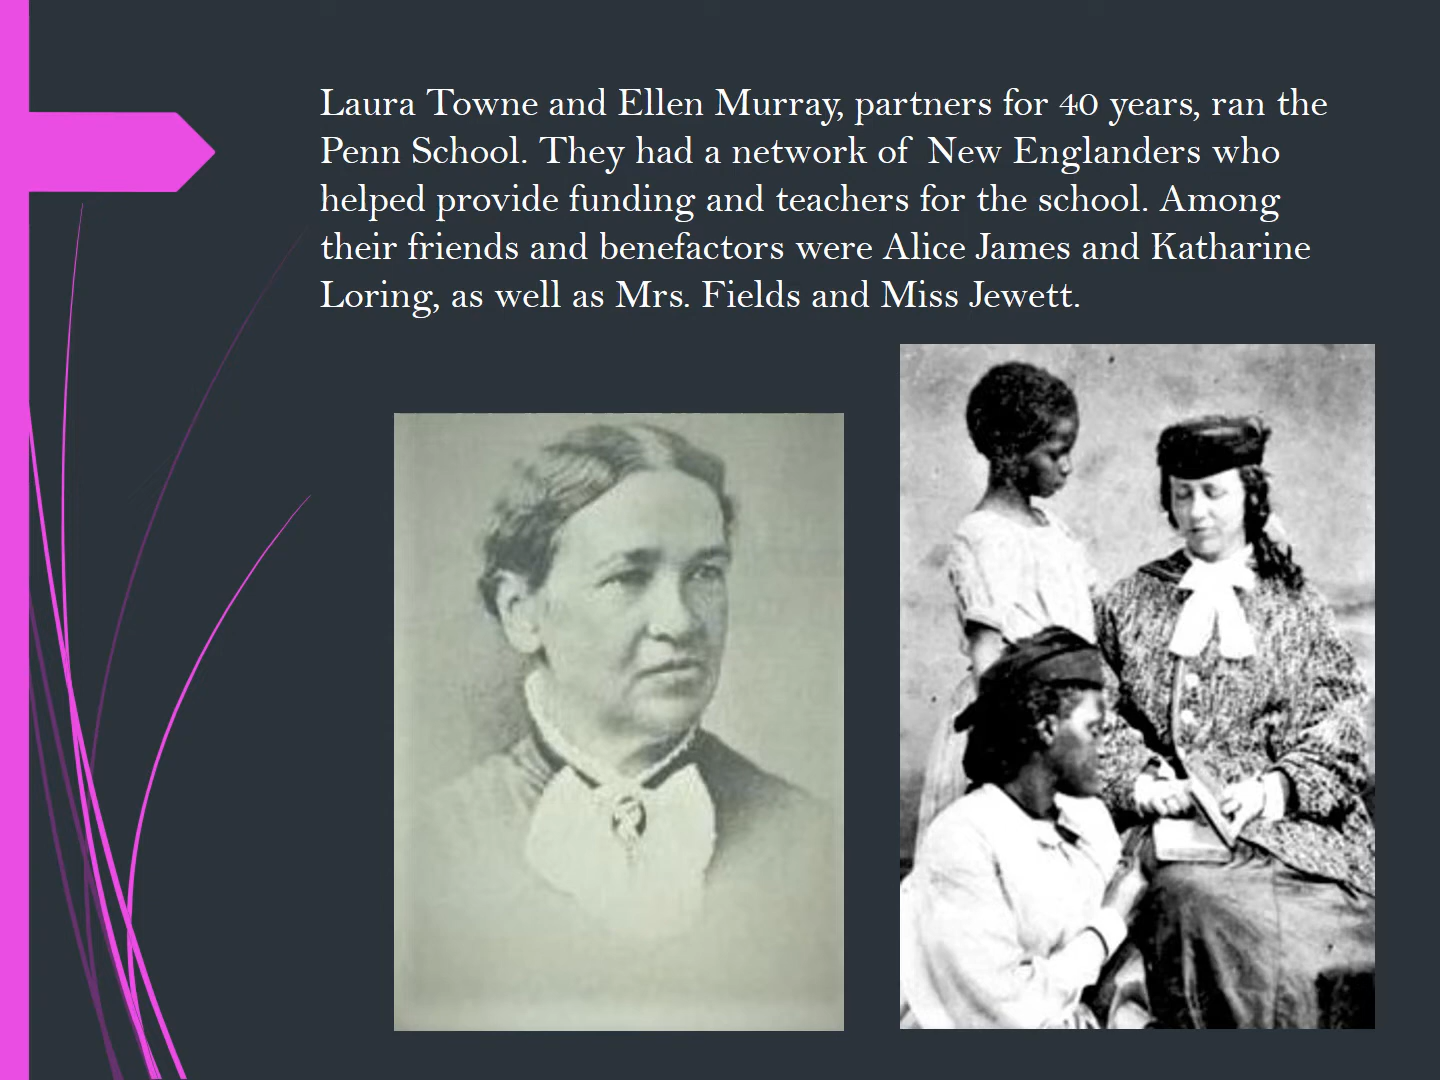 Laura Towne and Ellen Murray, partners for 40 years, ran the
Penn School. They had a network of  New Englanders who
helped provide funding and teachers for the school. Among
their friends and benefactors were Alice James and Katharine
Loring, as well as Mrs. Fields and Miss Jewett.